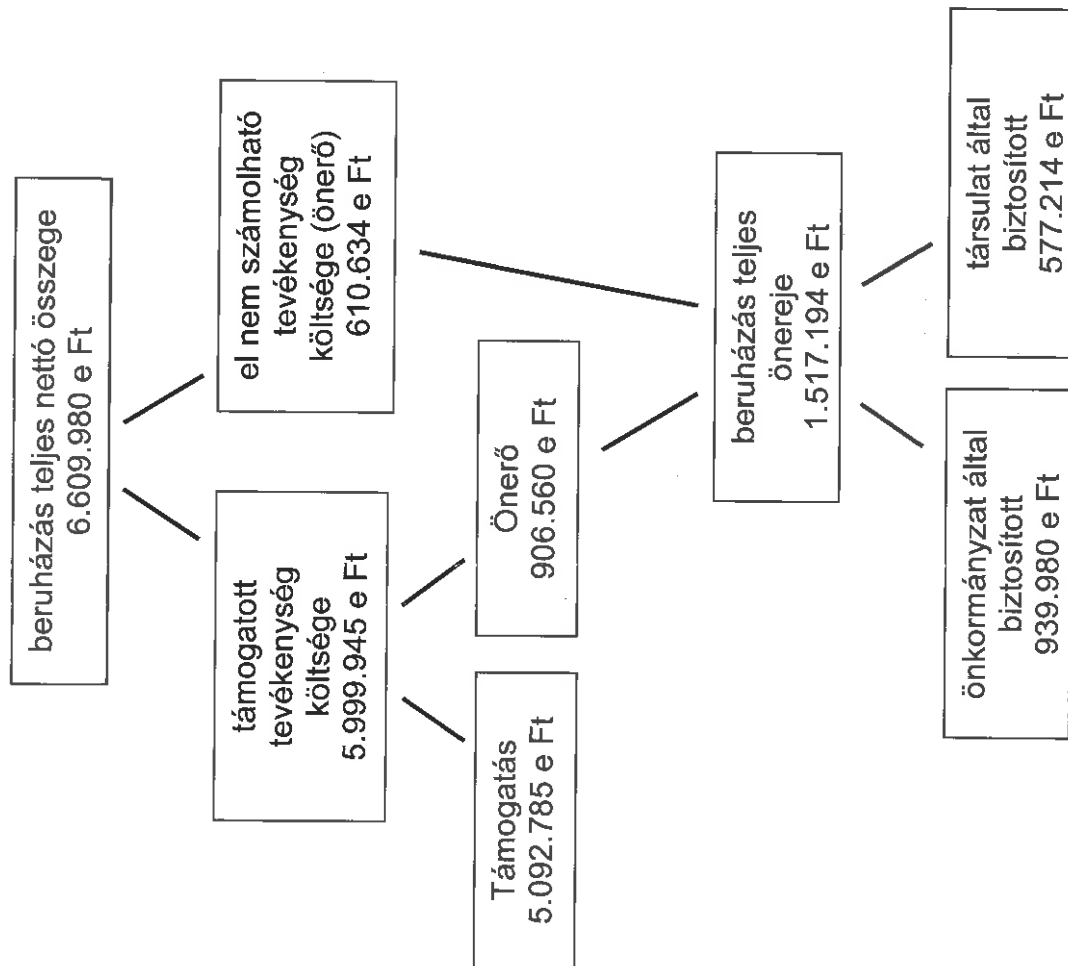 beruházás teljes nettó összege
6.609.980 e Ft
támogatott
tevékenység
költsége
5.999.945 e Ft
el nem számolható
tevékenység
költsége (önerő)
610.634 e Ft
Támogatás
5.092.785 e Ft
Önerő
906.560 e Ft
beruházás teljes
önereje
1.517.194 e Ft
önkormányzat által
biztosított
939.980 e Ft
társulat által
biztosított
577.214 e Ft